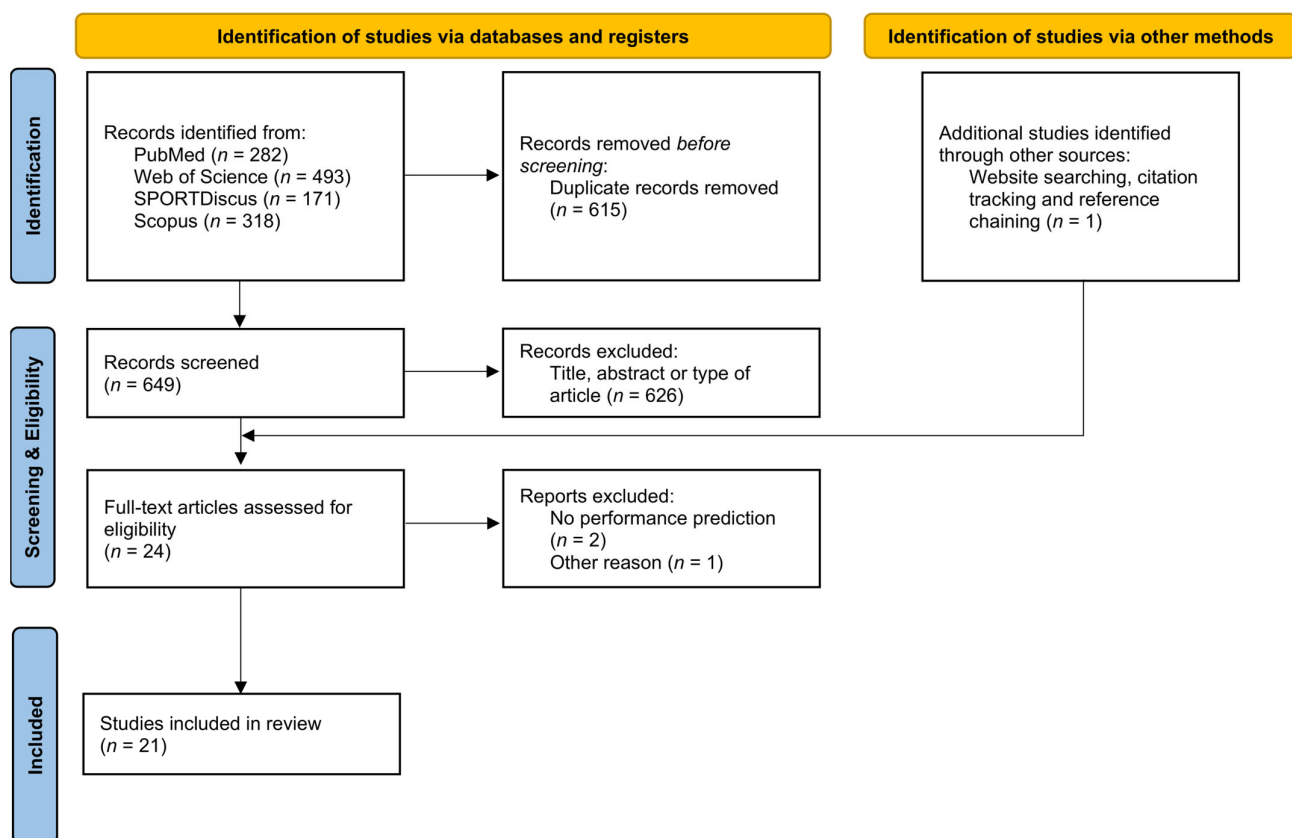 Identification of studies via databases and registers
Identification of studies via other methods
Identification
Records identified from:
PubMed (n = 282)
Web of Science (n = 493)
SPORTDiscus (n = 171)
Scopus (n = 318)
Records removed before
screening:
Duplicate records removed
(n = 615)
Additional studies identified
through other sources:
Website searching, citation
tracking and reference
chaining (n = 1)
Screening & Eligibility
Records screened
(n = 649)
Records excluded:
Title, abstract or type of
article (n = 626)
Full-text articles assessed for
eligibility
(n = 24)
Reports excluded:
No performance prediction
(n = 2)
Other reason (n = 1)
Included
Studies included in review
(n = 21)